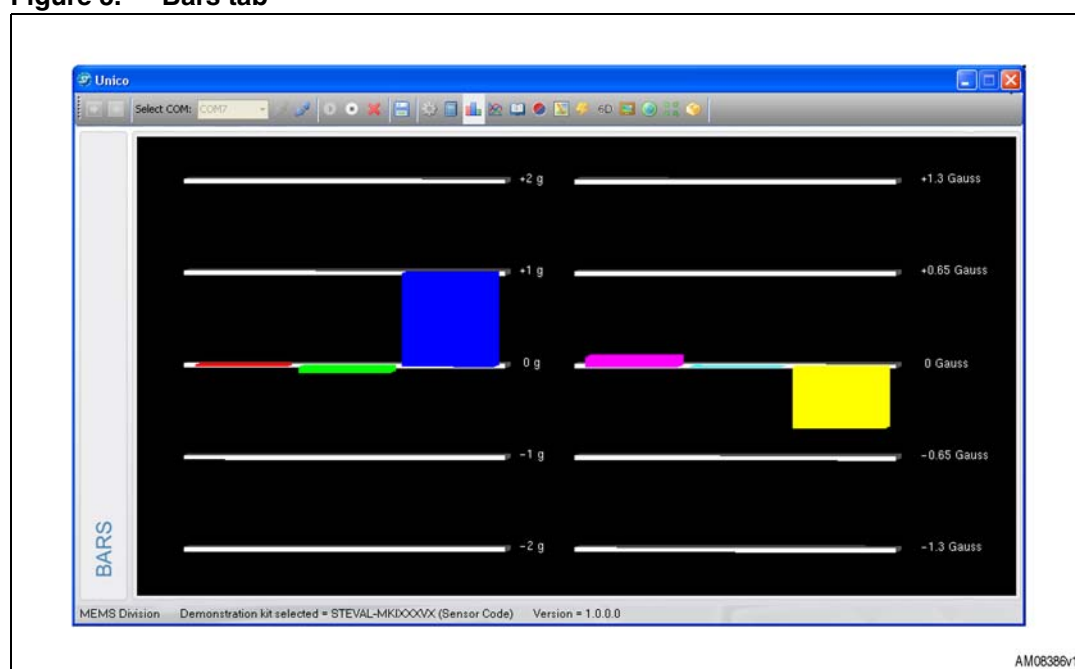 Figure 8. Bars tab
Unico
Select COM: COM7
6D
+2 g
+1.3 Gauss
+1 g
+0.65 Gauss
0 g
0 Gauss
-1 g
-0.65 Gauss
-2 g
-1.3 Gauss
BARS
MEMS Division Demonstration kit selected = STEVAL-MKIXXXVX (Sensor Code) Version = 1.0.0.0
AM08386v1